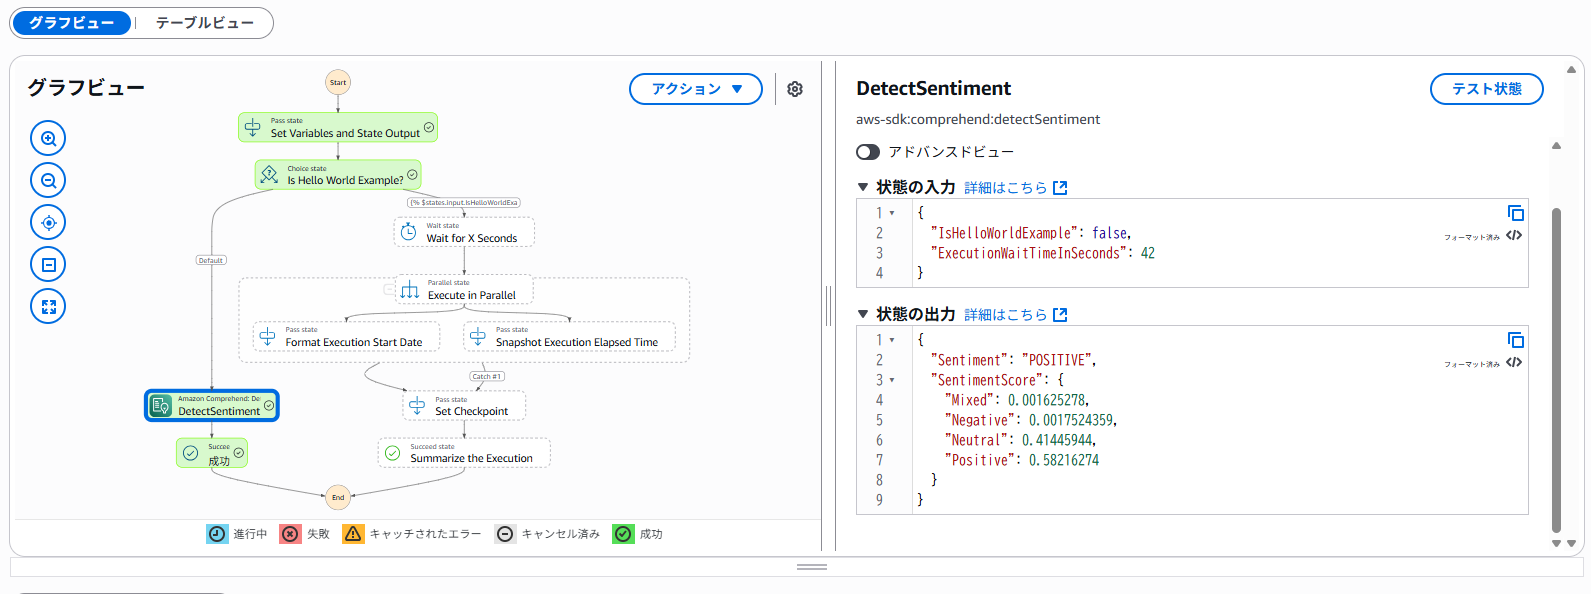 グラフビュー
テーブルビュー
グラフビュー
アクション
Start
Pass state
Set Variables and State Output
Choice state
Is Hello World Example?
{% $states.input.IsHelloWorldExa
Wait state
Wait for X Seconds
Default
Parallel state
Execute in Parallel
Pass state
Format Execution Start Date
Pass state
Snapshot Execution Elapsed Time
Catch #1
Amazon Comprehend: De
DetectSentiment
Pass state
Set Checkpoint
Succee
成功
Succeed state
Summarize the Execution
End
進行中
失敗
キャッチされたエラー
キャンセル済み
成功
DetectSentiment
テスト状態
aws-sdk:comprehend:detectSentiment
アドバンスドビュー
状態の入力 詳細はこちら
1 {
2 "IsHelloWorldExample": false,
3 "ExecutionWaitTimeInSeconds": 42
4 }
フォーマット済み
状態の出力 詳細はこちら
1 {
2 "Sentiment": "POSITIVE",
3 "SentimentScore": {
4 "Mixed": 0.001625278,
5 "Negative": 0.0017524359,
6 "Neutral": 0.41445944,
7 "Positive": 0.58216274
8 }
9 }
フォーマット済み